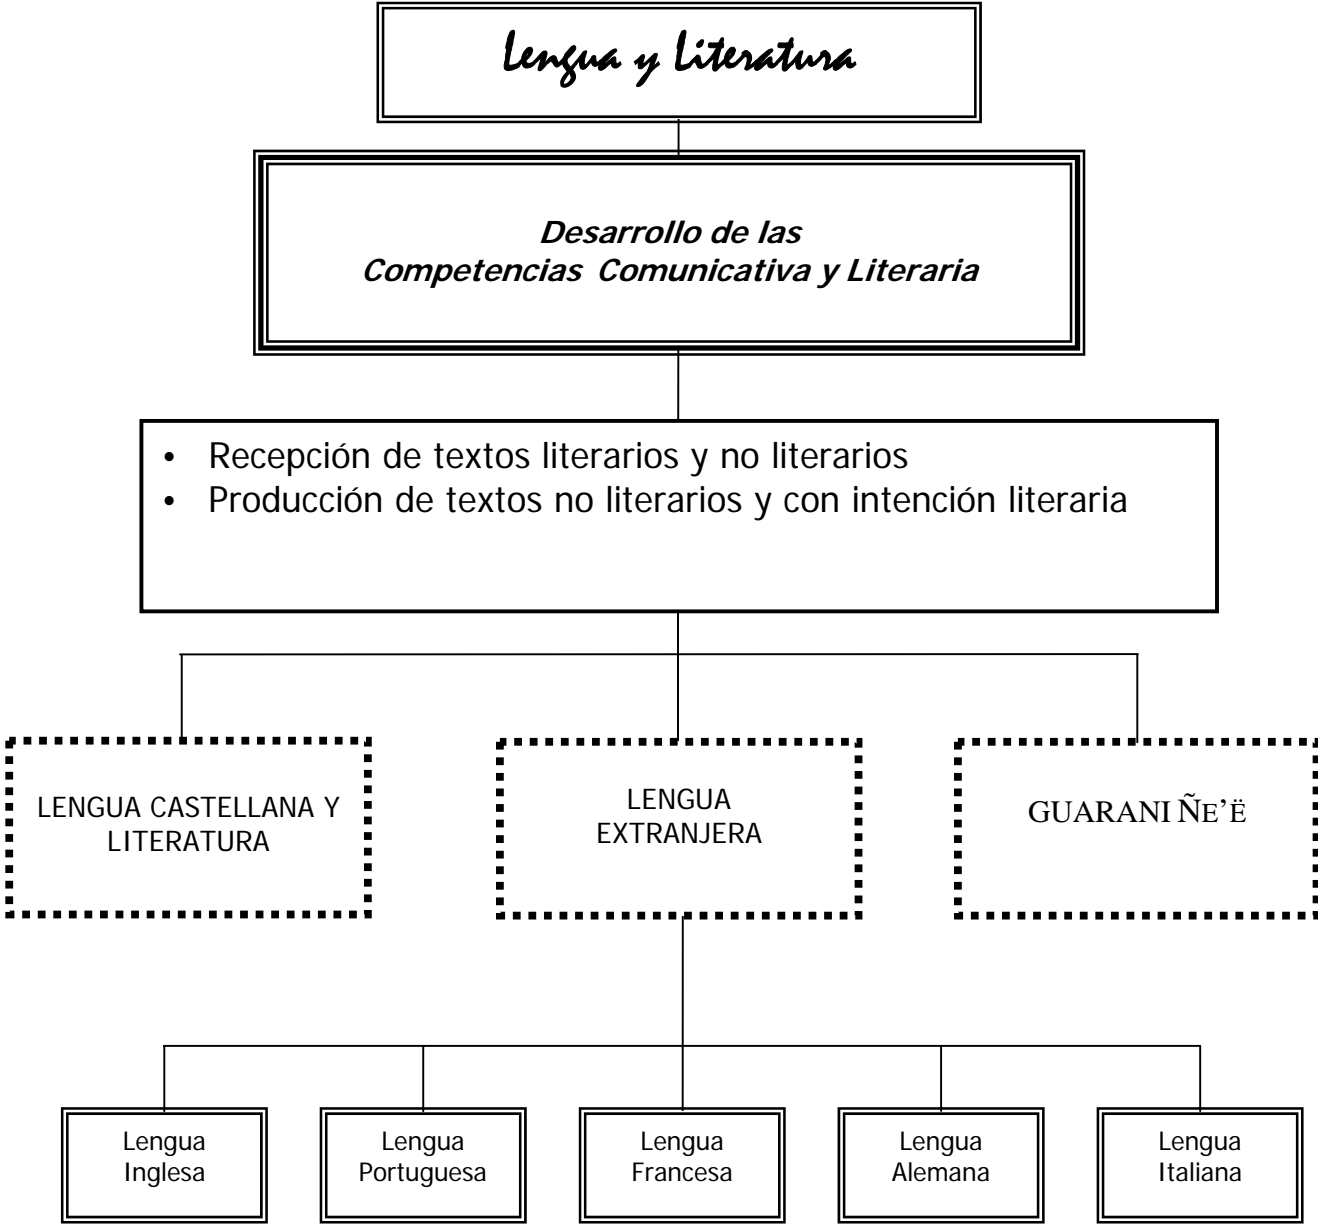 Lengua y Literatura
Desarrollo de las
Competencias Comunicativa y Literaria
• Recepción de textos literarios y no literarios
• Producción de textos no literarios y con intención literaria
LENGUA CASTELLANA Y
LITERATURA
LENGUA
EXTRANJERA
GUARANI ÑE’Ë
Lengua
Inglesa
Lengua
Portuguesa
Lengua
Francesa
Lengua
Alemana
Lengua
Italiana